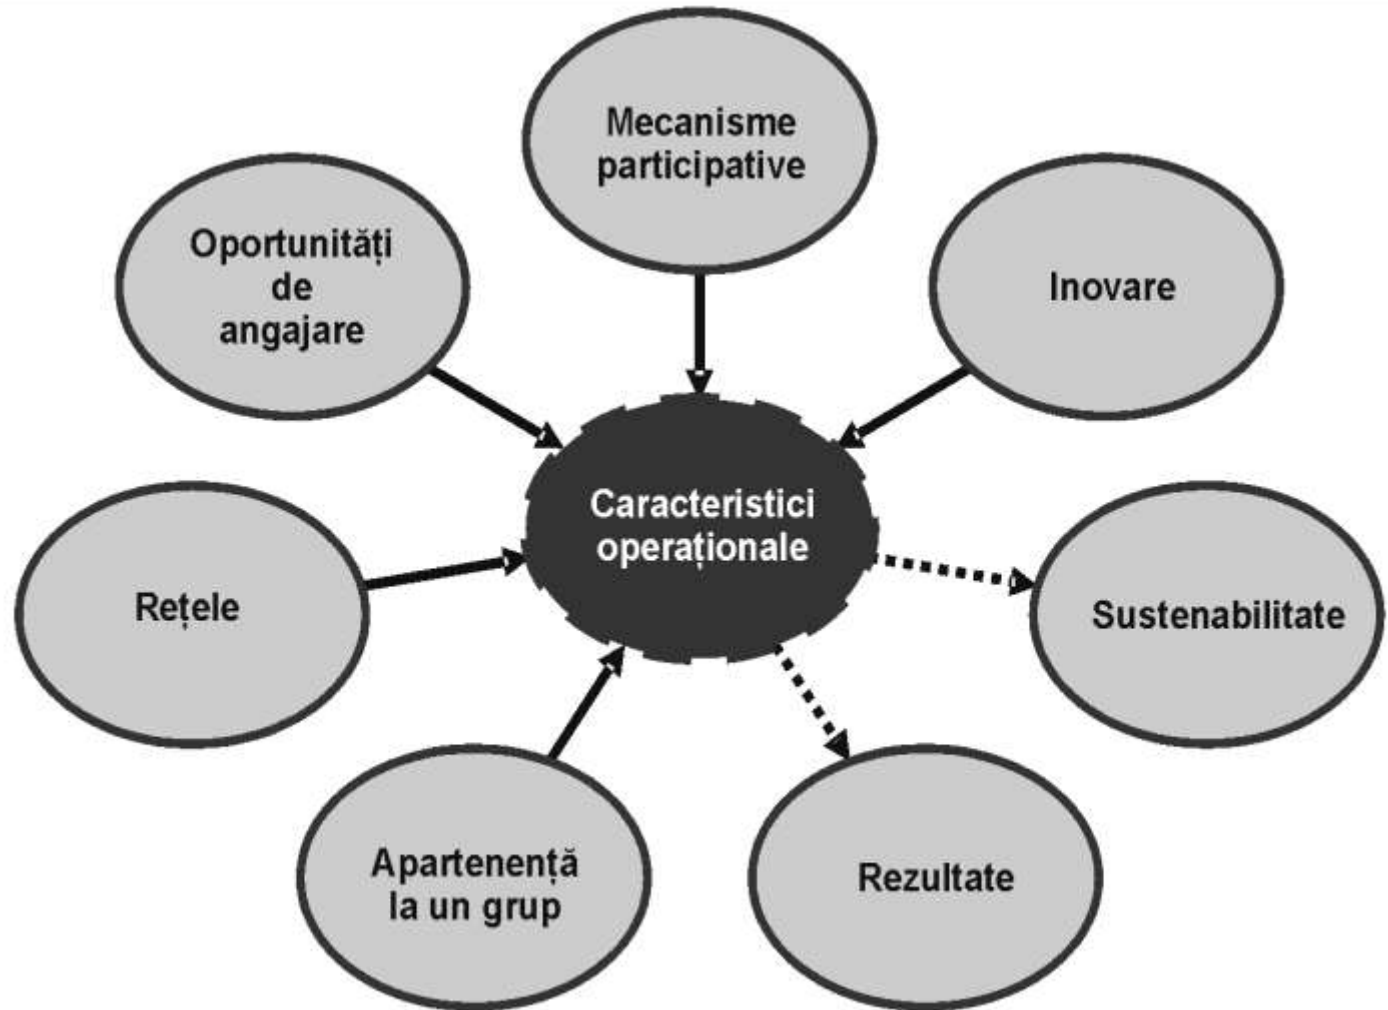 Mecanisme
participative
Oportunități
de
angajare
Inovare
Caracteristici
operaționale
Rețele
Sustenabilitate
Apartenență
la un grup
Rezultate